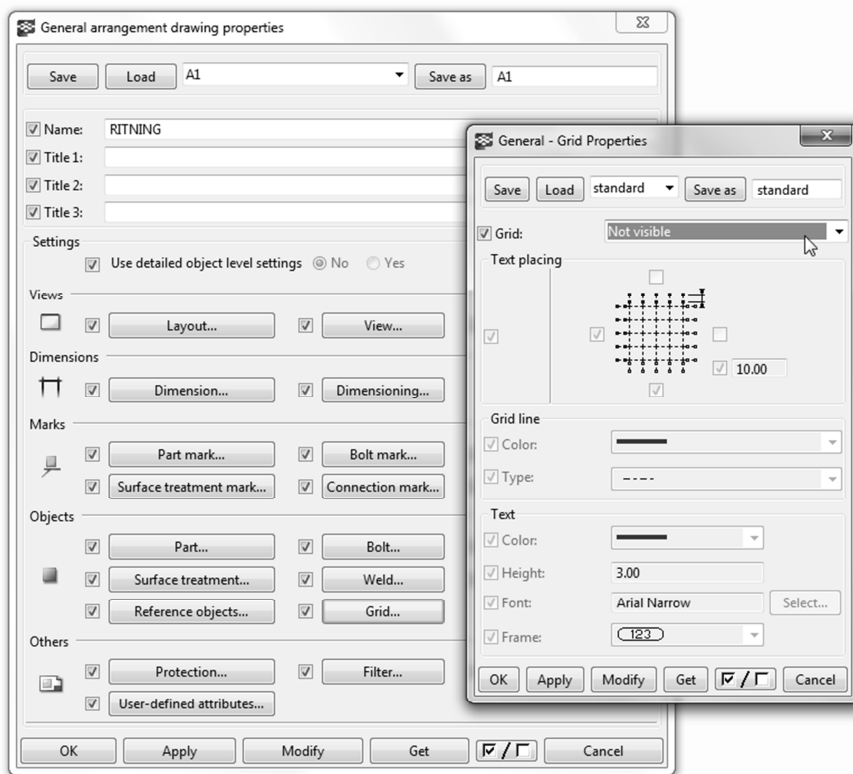 General arrangement drawing properties
Save Load A1 Save as A1
Name: RITNING
Title 1:
Title 2:
Title 3:
Settings
Use detailed object level settings No Yes
Views
Layout... View...
Dimensions
Dimension... Dimensioning...
Marks
Part mark... Bolt mark...
Surface treatment mark... Connection mark...
Objects
Part... Bolt...
Surface treatment... Weld...
Reference objects... Grid...
Others
Protection... Filter...
User-defined attributes...
OK Apply Modify Get / Cancel
General - Grid Properties
Save Load standard Save as standard
Grid: Not visible
Text placing
10.00
Grid line
Color:
Type:
Text
Color:
Height: 3.00
Font: Arial Narrow Select...
Frame: 123
OK Apply Modify Get / Cancel